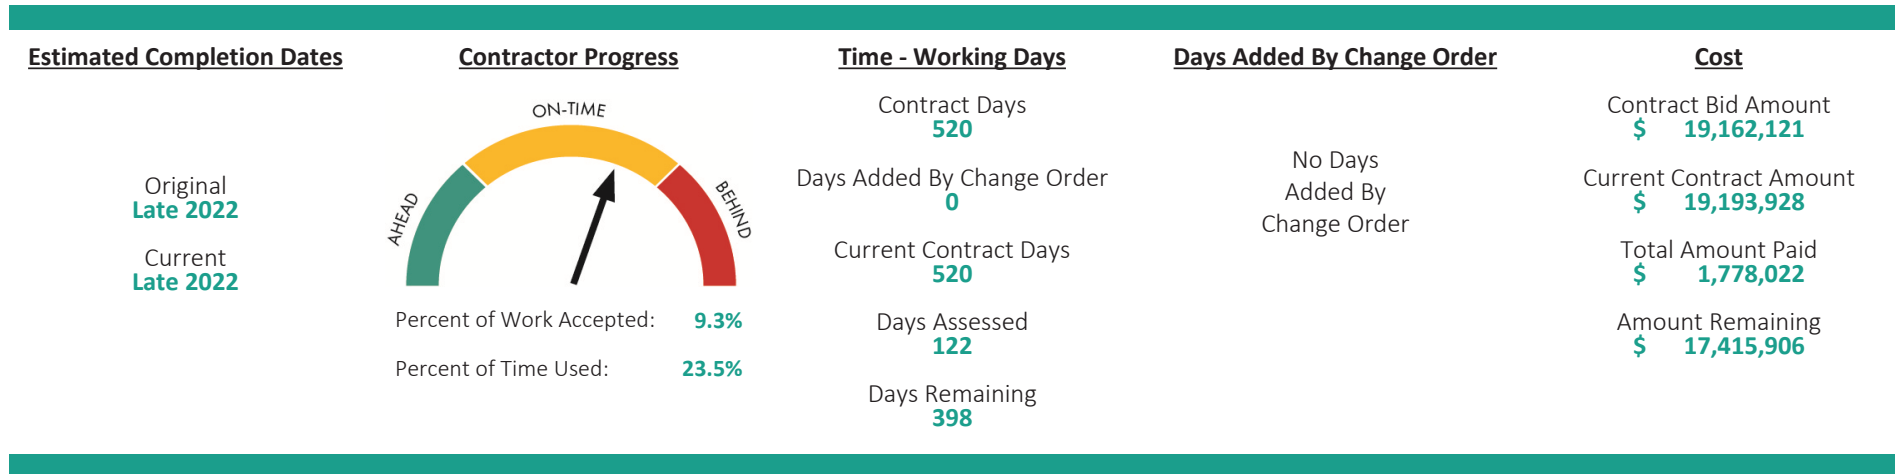 Estimated Completion Dates
Original
Late 2022
Current
Late 2022
Contractor Progress
ON-TIME
AHEAD
BEHIND
Percent of Work Accepted: 9.3%
Percent of Time Used: 23.5%
Time - Working Days
Contract Days
520
Days Added By Change Order
0
Current Contract Days
520
Days Assessed
122
Days Remaining
398
Days Added By Change Order
No Days
Added By
Change Order
Cost
Contract Bid Amount
$ 19,162,121
Current Contract Amount
$ 19,193,928
Total Amount Paid
$ 1,778,022
Amount Remaining
$ 17,415,906